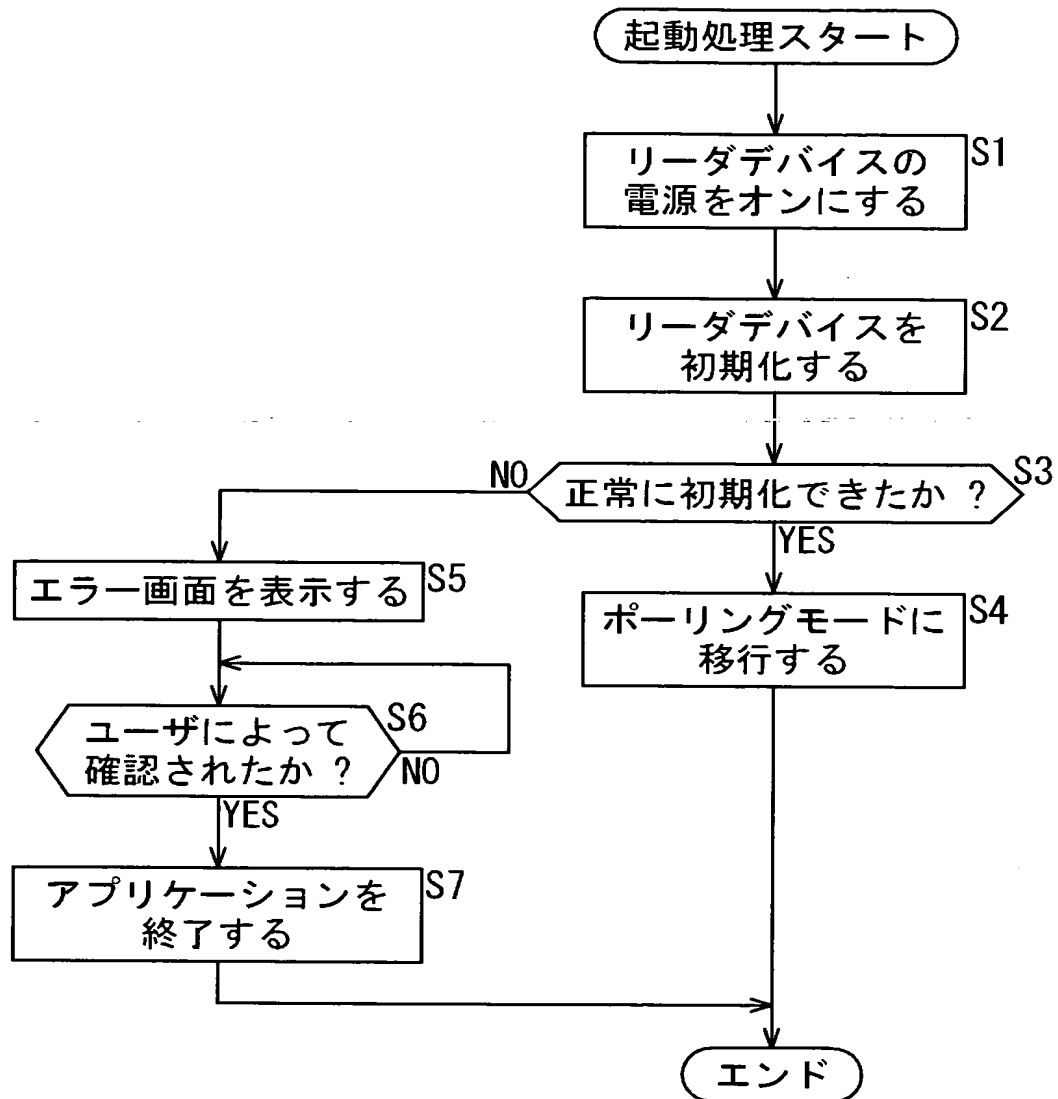 起動処理スタート
リーダデバイスの
電源をオンにする
S1
リーダデバイスを
初期化する
S2
正常に初期化できたか ?
S3
NO
YES
エラー画面を表示する
S5
ポーリングモードに
移行する
S4
ユーザによって
確認されたか ?
S6
NO
YES
アプリケーションを
終了する
S7
エンド